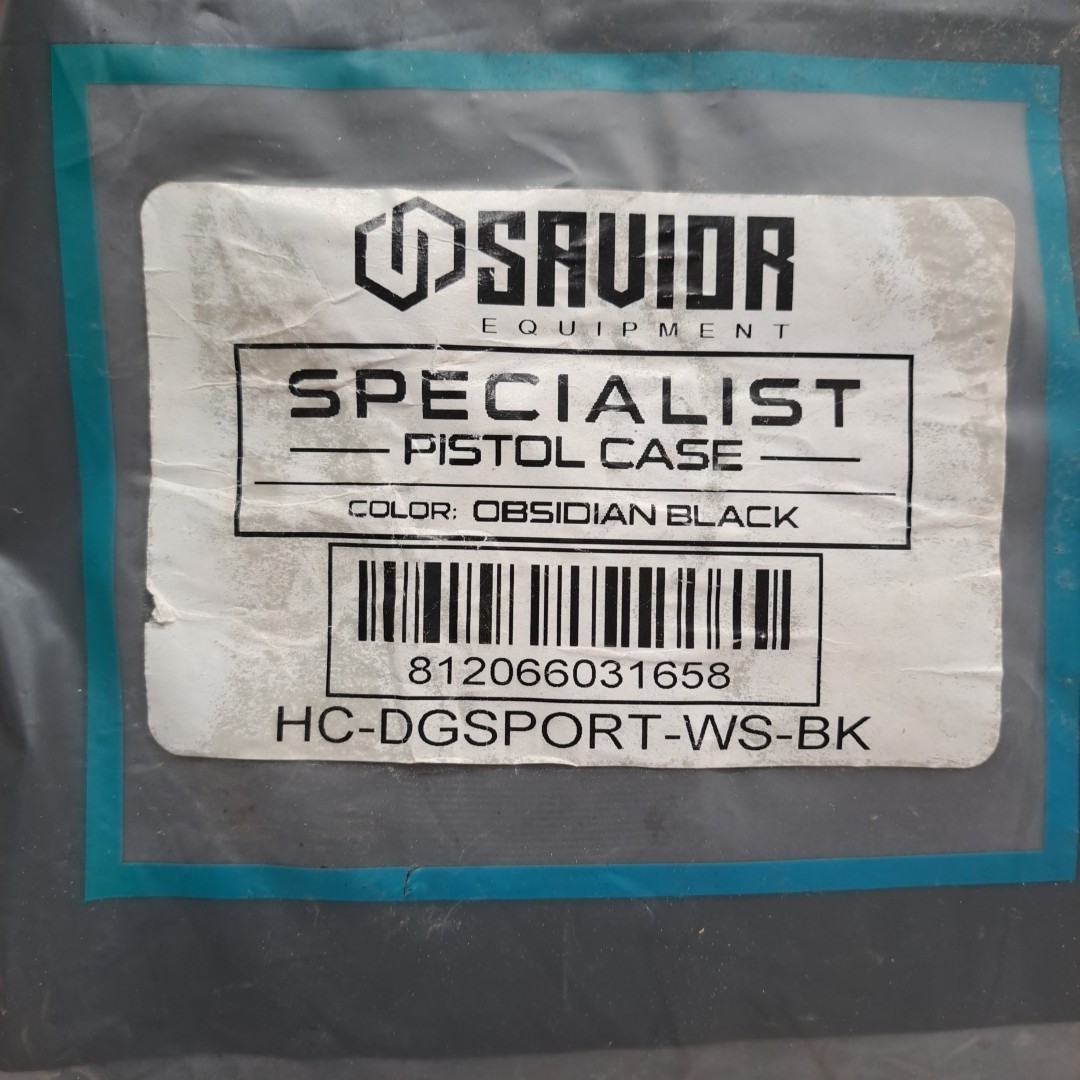 SAVIOR
EQUIPMENT
SPECIALIST
PISTOL CASE
COLOR: OBSIDIAN BLACK
812066031658
HC-DGSPORT-WS-BK